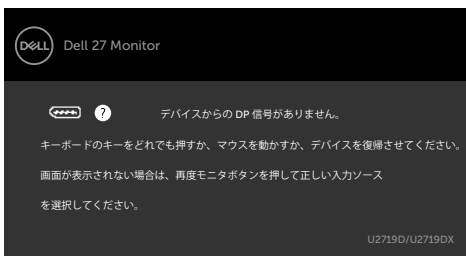 DELL Dell 27 Monitor
? デバイスからの DP 信号がありません。
キーボードのキーをどれでも押すか、マウスを動かすか、デバイスを復帰させてください。
画面が表示されない場合は、再度モニタボタンを押して正しい入力ソース
を選択してください。
U2719D/U2719DX